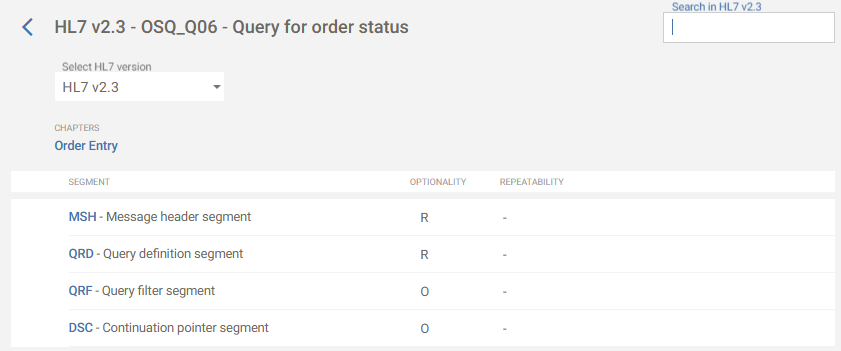 Search in HL7 v2.3
HL7 v2.3 - OSQ_Q06 - Query for order status
Select HL7 version
HL7 v2.3
CHAPTERS
Order Entry
SEGMENT OPTIONALITY REPEATABILITY
MSH - Message header segment R -
QRD - Query definition segment R -
QRF - Query filter segment O -
DSC - Continuation pointer segment O -